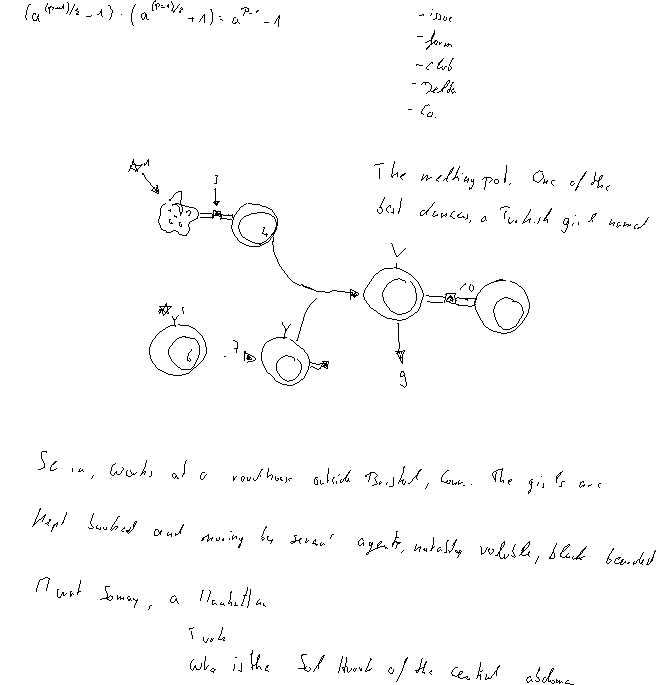 (a^(p-1)/2 - 1) · (a^(p-1)/2 + 1) = a^p-1 - 1
- issue
- form
- club
- Delta
- Co.
The melting pot. One of the
best dancers, a Turkish girl named
1
3
4
5
6
7
10
9
works at a roadhouse outside Bristol, Conn. The girls are
kept booked and moving by several agents, notably voluble, black bearded
Murat Somay, a Manhattan
Turk
who is the Sol Hurok of the central abdomen